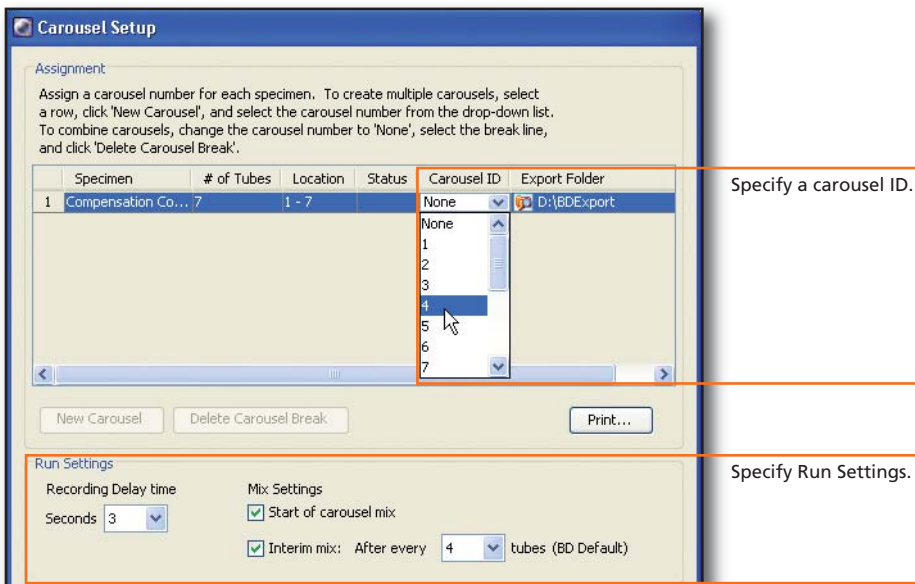 Carousel Setup
Assignment
Assign a carousel number for each specimen. To create multiple carousels, select
a row, click 'New Carousel', and select the carousel number from the drop-down list.
To combine carousels, change the carousel number to 'None', select the break line,
and click 'Delete Carousel Break'.
Specimen # of Tubes Location Status Carousel ID Export Folder
1 Compensation Co... 7 1 - 7 None D:\BDExport
None
1
2
3
4
5
6
7
Specify a carousel ID.
New Carousel Delete Carousel Break Print...
Run Settings
Recording Delay time Mix Settings
Seconds 3 Start of carousel mix
Interim mix: After every 4 tubes (BD Default)
Specify Run Settings.